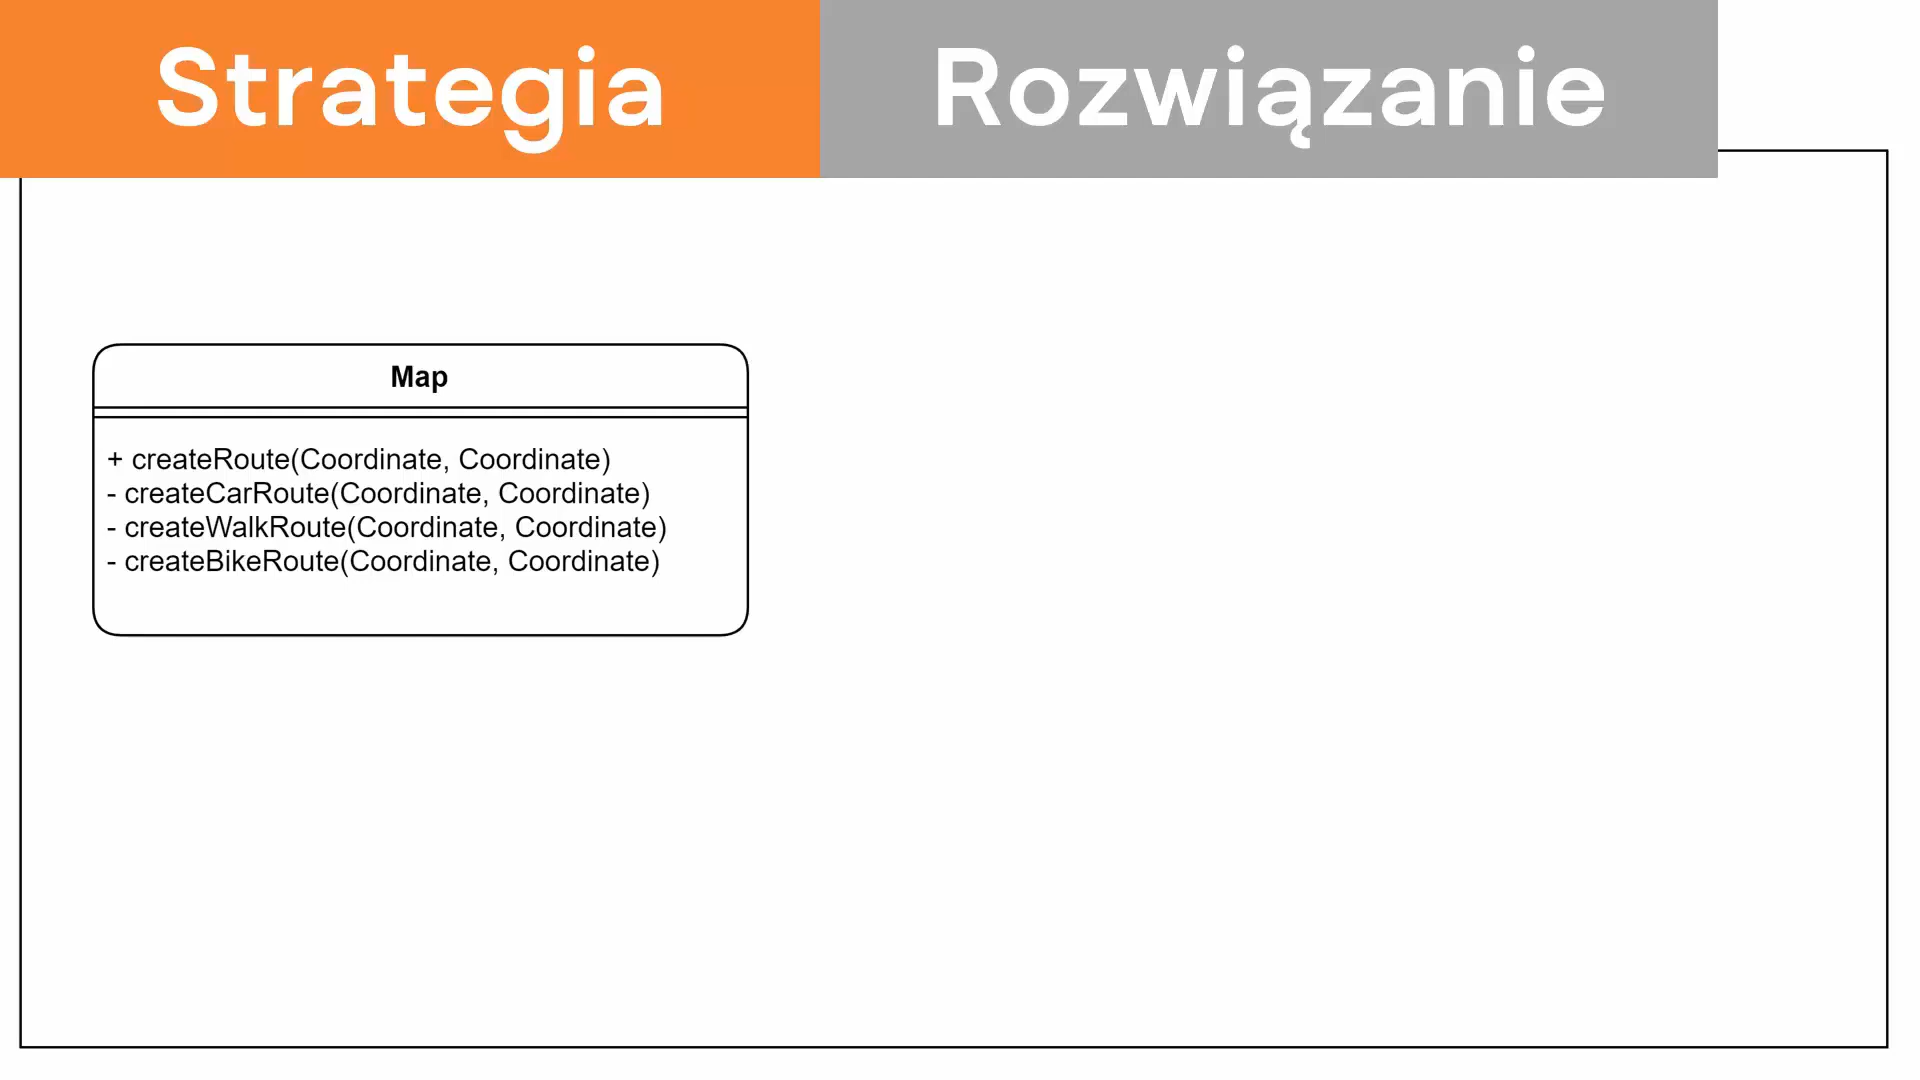 Strategia
Rozwiązanie
Map
+ createRoute(Coordinate, Coordinate)
- createCarRoute(Coordinate, Coordinate)
- createWalkRoute(Coordinate, Coordinate)
- createBikeRoute(Coordinate, Coordinate)